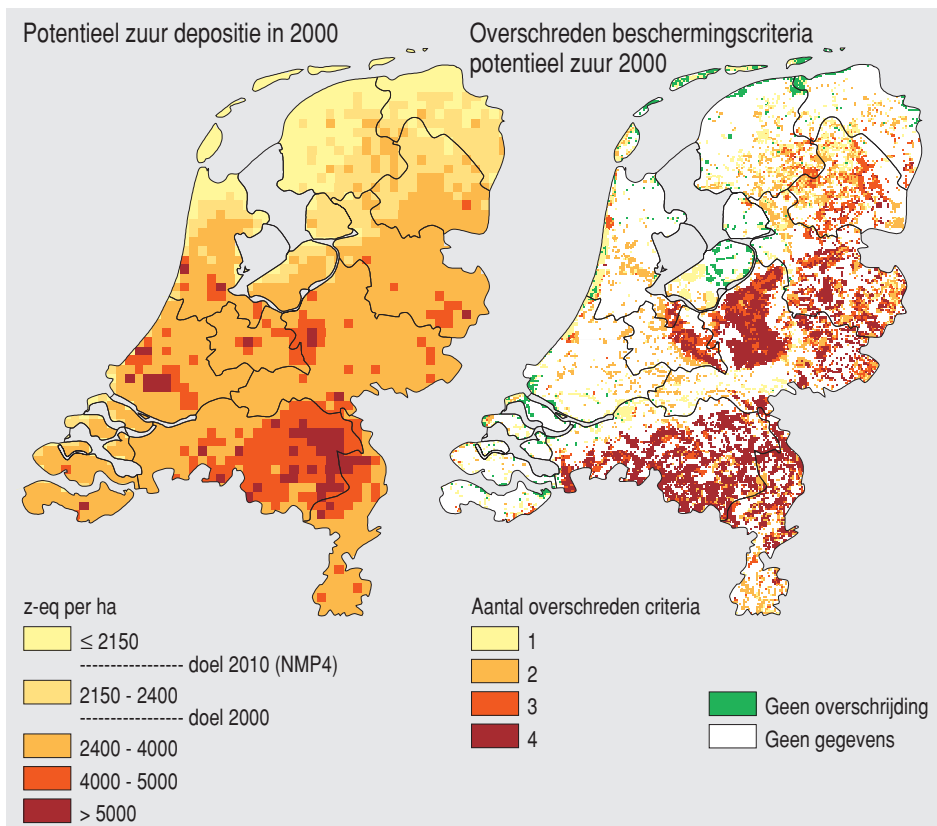 Potentieel zuur depositie in 2000
Overschreden beschermingscriteria
potentieel zuur 2000
z-eq per ha
≤ 2150
---------------- doel 2010 (NMP4)
2150 - 2400
---------------- doel 2000
2400 - 4000
4000 - 5000
> 5000
Aantal overschreden criteria
1
2
3
4
Geen overschrijding
Geen gegevens